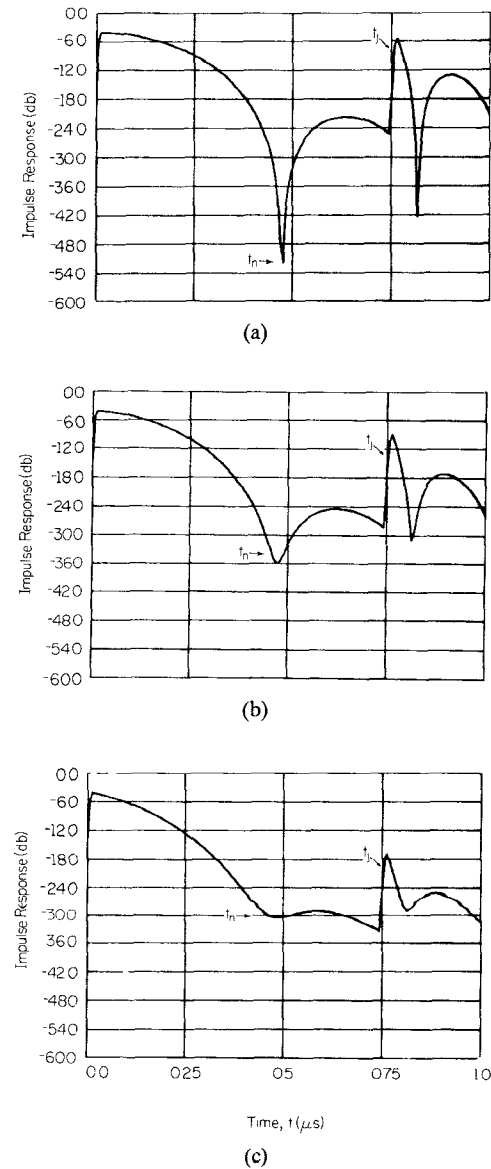 Impulse Response (db)
00
-60
-120
-180
-240
-300
-360
-420
-480
-540
-600
tj
tn
(a)
Impulse Response (db)
00
-60
-120
-180
-240
-300
-360
-420
-480
-540
-600
tj
tn
(b)
Impulse Response (db)
00
-60
-120
-180
-240
-300
-360
-420
-480
-540
-600
tj
tn
00 025 05 075 10
Time, t (μs)
(c)